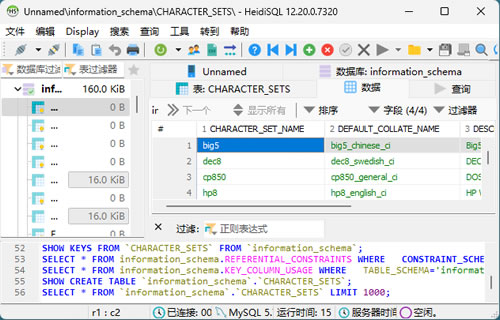 Unnamed\information_schema\CHARACTER_SETS\ - HeidiSQL 12.20.0.7320
文件 编辑 Display 搜索 查询 工具 转到 帮助
数据库过滤 表过滤器
Unnamed 数据库: information_schema
表: CHARACTER_SETS 数据 查询
inf... 160.0 KiB
... 0 B
... 0 B
... 0 B
... 0 B
... 16.0 KiB
... 0 B
... 16.0 KiB
0 B
ir 下一个 显示所有 排序 字段 (4/4) 过滤器
# 1 CHARACTER_SET_NAME 2 DEFAULT_COLLATE_NAME 3 DESC
1 big5 big5_chinese_ci Big5
2 dec8 dec8_swedish_ci DEC
3 cp850 cp850_general_ci DOS
4 hp8 hp8_english_ci HP
过滤: 正则表达式
52 SHOW KEYS FROM `CHARACTER_SETS` FROM `information_schema`;
53 SELECT * FROM information_schema.REFERENTIAL_CONSTRAINTS WHERE CONSTRAINT_SCHE
54 SELECT * FROM information_schema.KEY_COLUMN_USAGE WHERE TABLE_SCHEMA='informat
55 SHOW CREATE TABLE `information_schema`.`CHARACTER_SETS`;
56 SELECT * FROM `information_schema`.`CHARACTER_SETS` LIMIT 1000;
r1 : c2 已连接: 00 MySQL 5. 运行时间: 15 服务器时间 空闲。